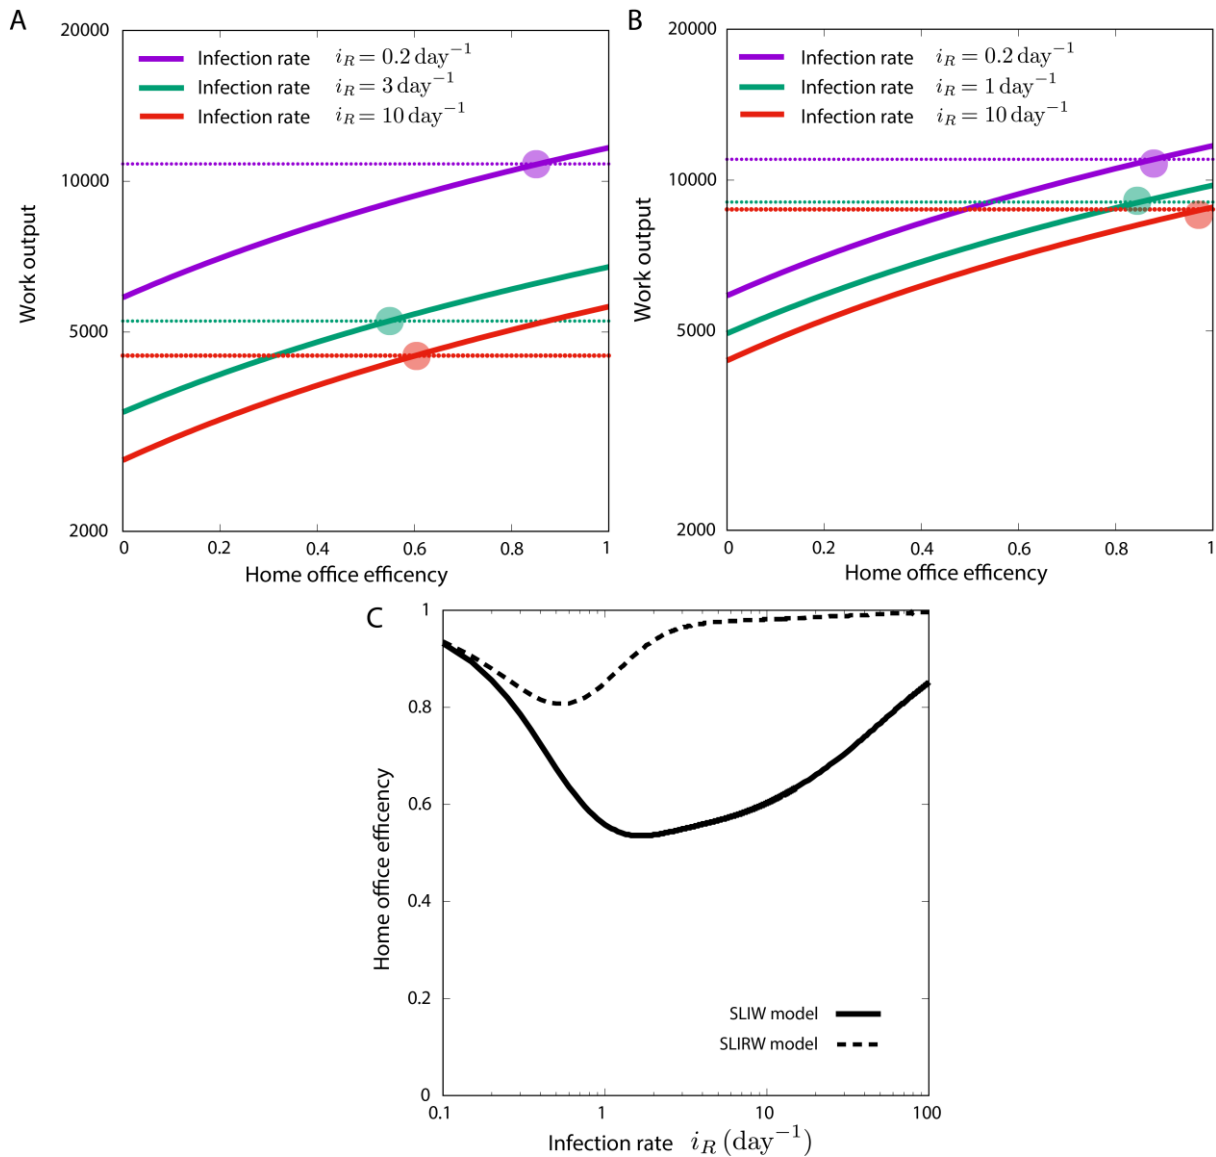 A
20000
10000
5000
2000
Work output
Infection rate i_R = 0.2 day⁻¹
Infection rate i_R = 3 day⁻¹
Infection rate i_R = 10 day⁻¹
0 0.2 0.4 0.6 0.8 1
Home office efficency
B
20000
10000
5000
2000
Work output
Infection rate i_R = 0.2 day⁻¹
Infection rate i_R = 1 day⁻¹
Infection rate i_R = 10 day⁻¹
0 0.2 0.4 0.6 0.8 1
Home office efficency
C
1
0.8
0.6
0.4
0.2
0
Home office efficency
SLIW model
SLIRW model
0.1 1 10 100
Infection rate i_R (day⁻¹)